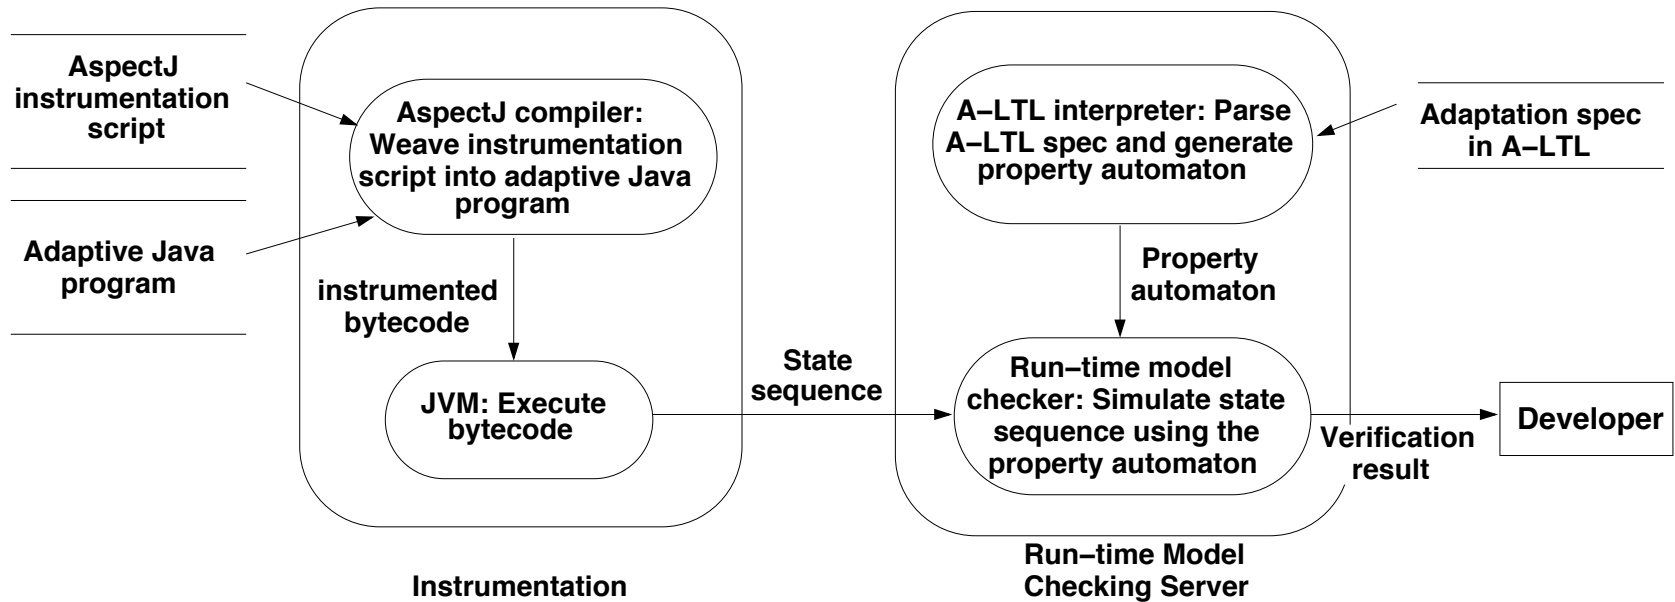 AspectJ
instrumentation
script
Adaptive Java
program
AspectJ compiler:
Weave instrumentation
script into adaptive Java
program
instrumented
bytecode
JVM: Execute
bytecode
Instrumentation
State
sequence
A–LTL interpreter: Parse
A–LTL spec and generate
property automaton
Property
automaton
Run–time model
checker: Simulate state
sequence using the
property automaton
Run–time Model
Checking Server
Adaptation spec
in A–LTL
Verification
result
Developer